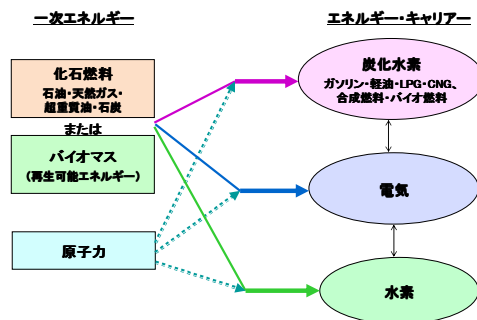 一次エネルギー
エネルギー・キャリアー
化石燃料
石油・天然ガス・
超重質油・石炭
または
バイオマス
（再生可能エネルギー）
原子力
炭化水素
ガソリン・軽油・LPG・CNG、
合成燃料・バイオ燃料
電気
水素